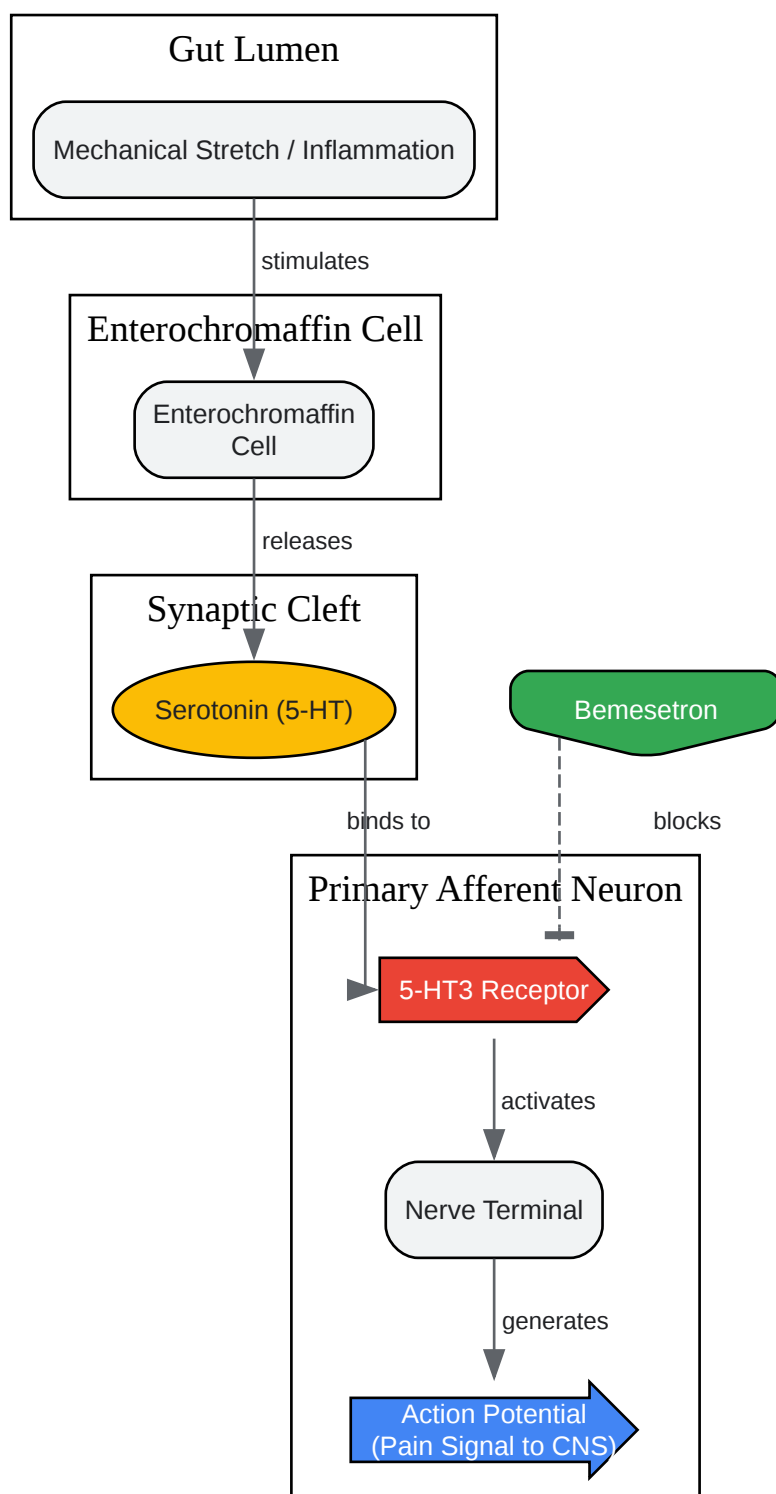 Gut Lumen
Mechanical Stretch / Inflammation
stimulates
Enterochromaffin Cell
Enterochromaffin
Cell
releases
Synaptic Cleft
Serotonin (5-HT)
Bemesetron
binds to
blocks
Primary Afferent Neuron
5-HT3 Receptor
activates
Nerve Terminal
generates
Action Potential
(Pain Signal to CNS)